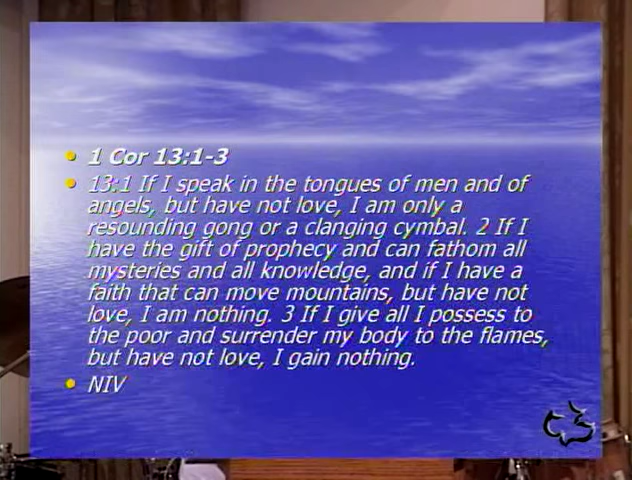 1 Cor 13:1-3
13:1 If I speak in the tongues of men and of
angels, but have not love, I am only a
resounding gong or a clanging cymbal. 2 If I
have the gift of prophecy and can fathom all
mysteries and all knowledge, and if I have a
faith that can move mountains, but have not
love, I am nothing. 3 If I give all I possess to
the poor and surrender my body to the flames,
but have not love, I gain nothing.
NIV